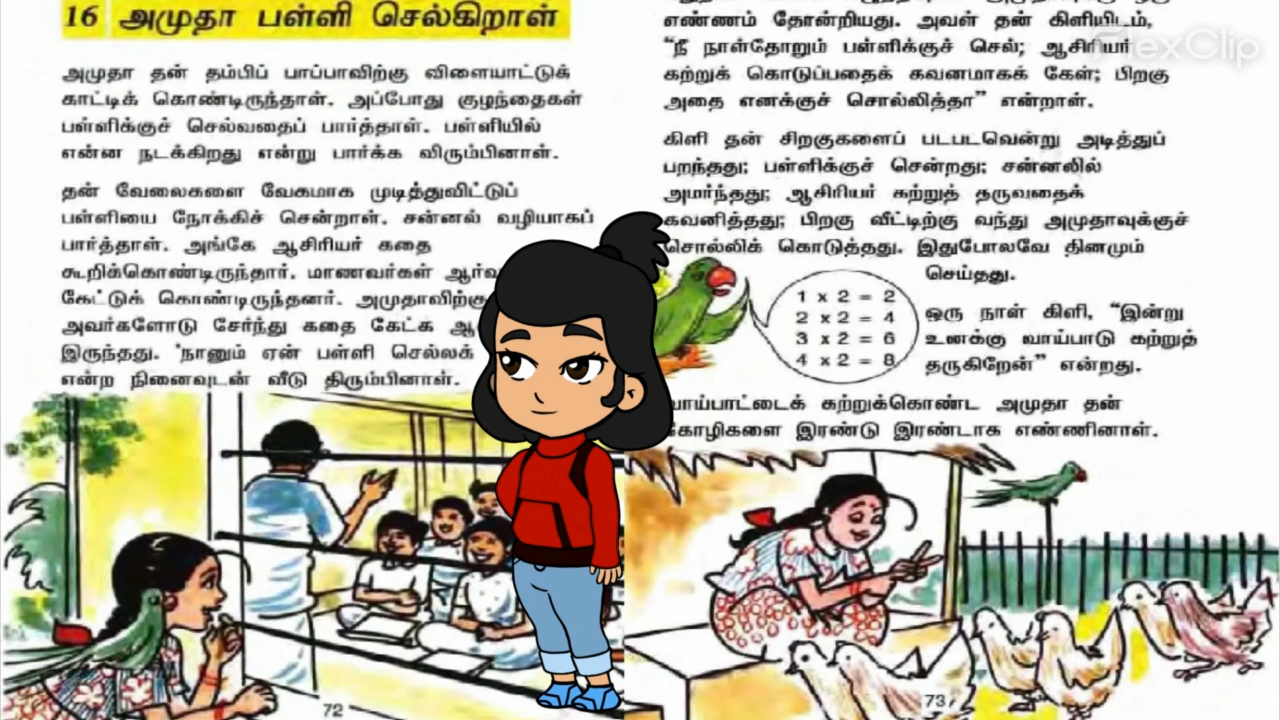 16 அமுதா பள்ளி செல்கிறாள்
அமுதா தன் தம்பிப் பாப்பாவிற்கு விளையாட்டுக்
காட்டிக் கொண்டிருந்தாள். அப்போது குழந்தைகள்
பள்ளிக்குச் செல்வதைப் பார்த்தாள். பள்ளியில்
என்ன நடக்கிறது என்று பார்க்க விரும்பினாள்.
தன் வேலைகளை வேகமாக முடித்துவிட்டுப்
பள்ளியை நோக்கிச் சென்றாள். சன்னல் வழியாகப்
பார்த்தாள். அங்கே ஆசிரியர் கதை
கூறிக்கொண்டிருந்தார். மாணவர்கள்
கேட்டுக் கொண்டிருந்தனர். அமுதாவிற்கு
அவர்களோடு சேர்ந்து கதை கேட்க
இருந்தது. 'நானும் ஏன் பள்ளி செல்லக்
என்ற நினைவுடன் வீடு திரும்பினாள்.
72
எண்ணம் தோன்றியது. அவள் தன் கிளியிடம்,
“நீ நாள்தோறும் பள்ளிக்குச் செல்; ஆசிரியர்
கற்றுக் கொடுப்பதைக் கவனமாகக் கேள்; பிறகு
அதை எனக்குச் சொல்லித்தா” என்றாள்.
கிளி தன் சிறகுகளைப் படபடவென்று அடித்துப்
பறந்தது; பள்ளிக்குச் சென்றது; சன்னலில்
அமர்ந்தது; ஆசிரியர் கற்றுத் தருவதைக்
கவனித்தது; பிறகு வீட்டிற்கு வந்து அமுதாவுக்குச்
சொல்லிக் கொடுத்தது. இதுபோலவே தினமும்
செய்தது.
1 x 2 = 2
2 x 2 = 4
3 x 2 = 6
4 x 2 = 8
ஒரு நாள் கிளி, “இன்று
உனக்கு வாய்பாடு கற்றுத்
தருகிறேன்” என்றது.
வாய்பாட்டைக் கற்றுக்கொண்ட அமுதா தன்
கோழிகளை இரண்டு இரண்டாக எண்ணினாள்.
73
FlexClip